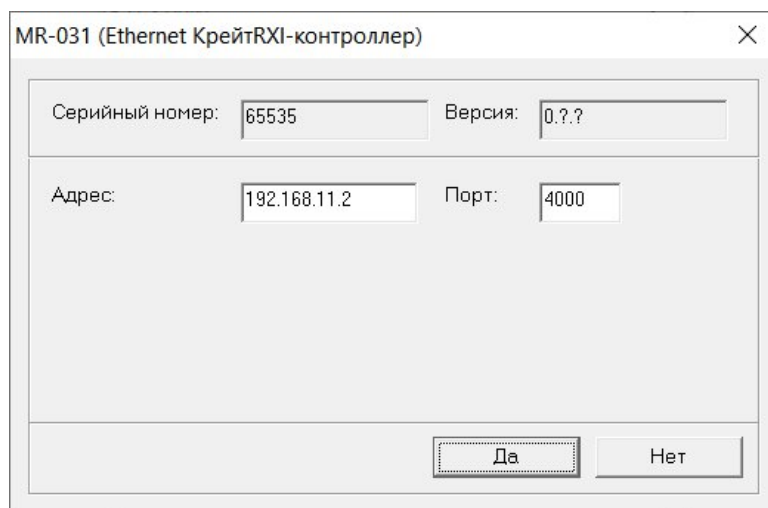 MR-031 (Ethernet КрейтRXI-контроллер)
Серийный номер: 65535 Версия: 0.?.?
Адрес: 192.168.11.2 Порт: 4000
Да Нет